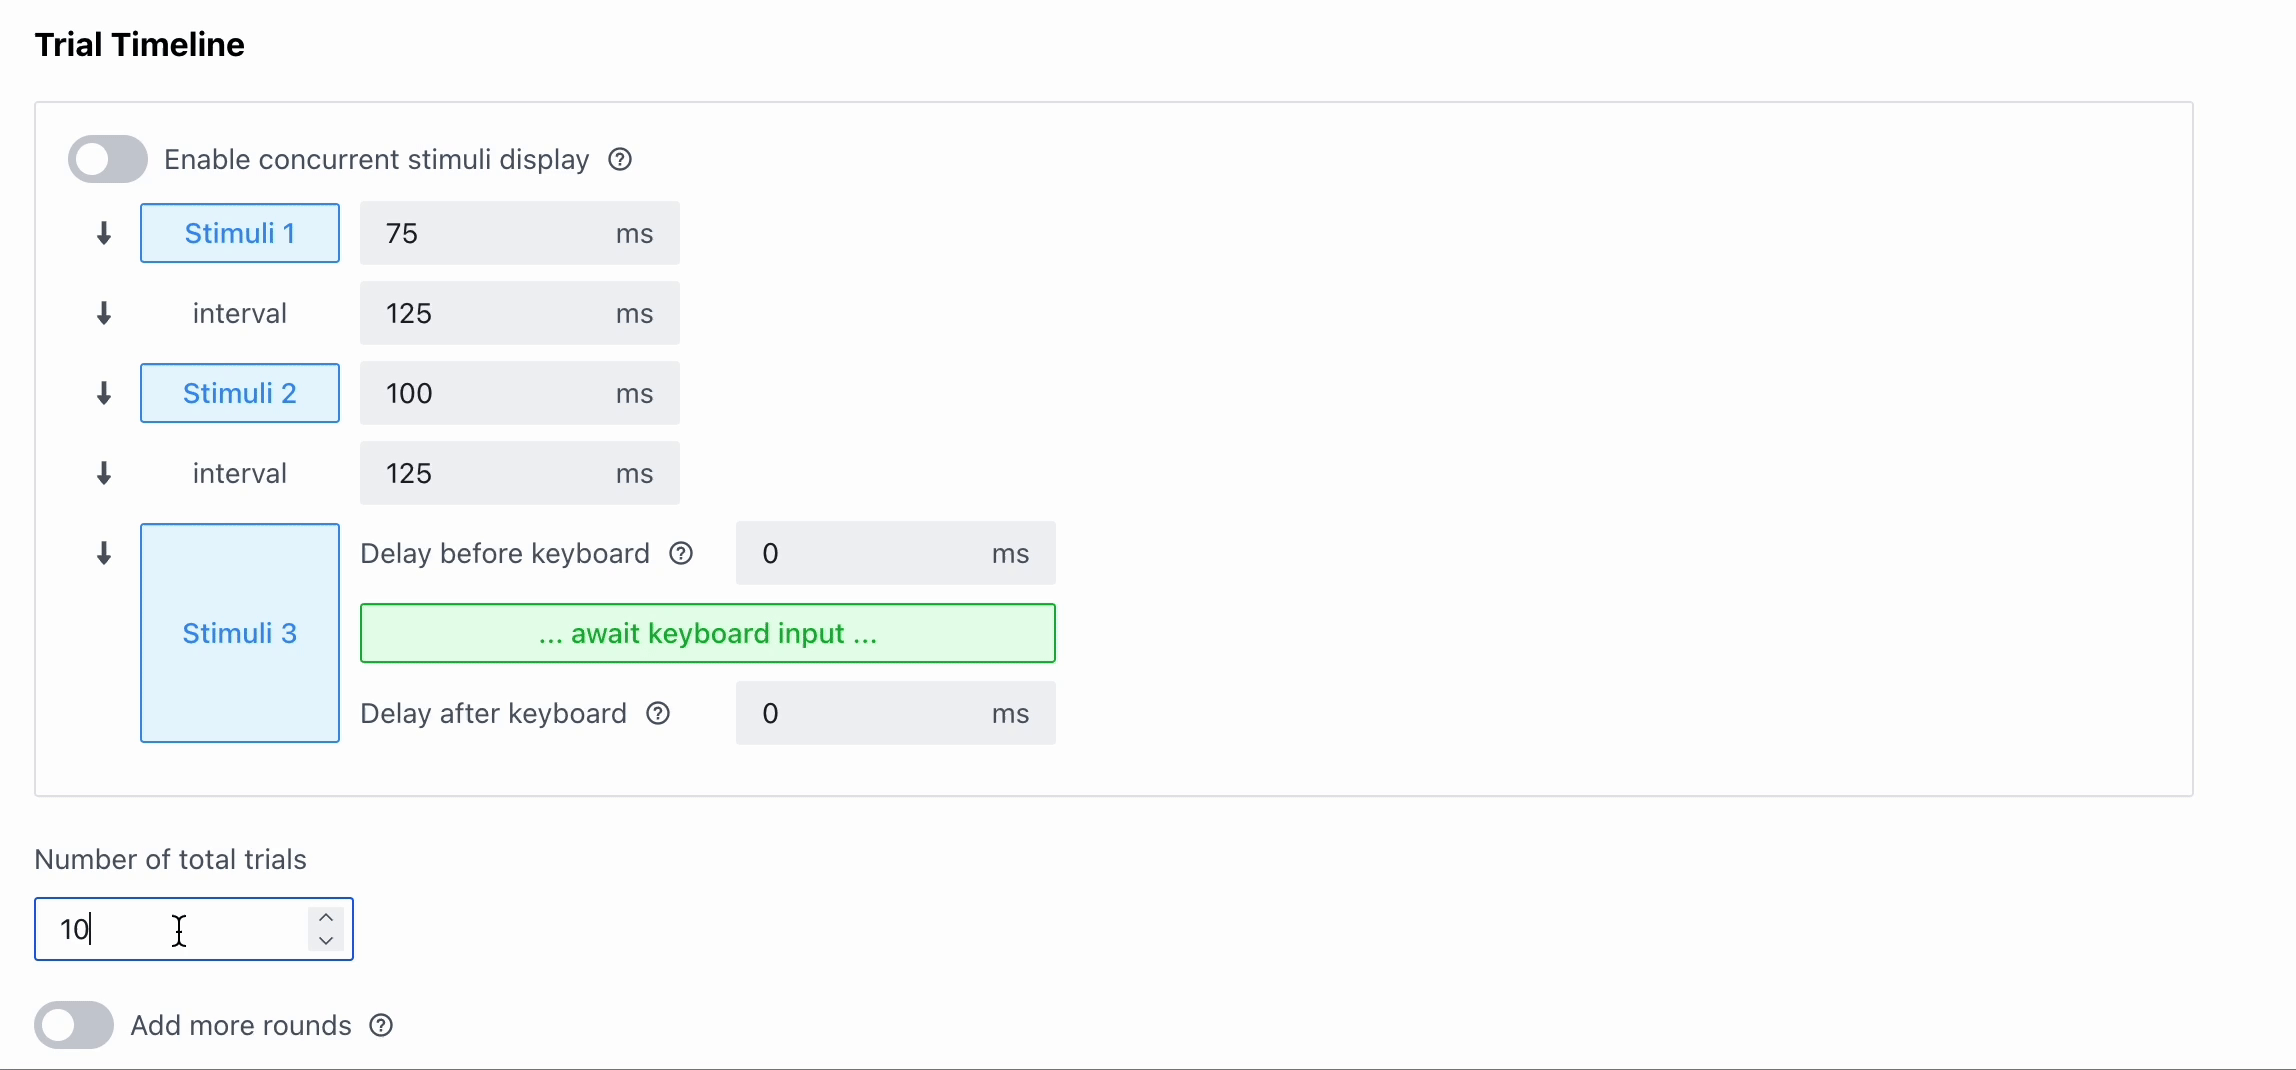 Trial Timeline
Enable concurrent stimuli display
Stimuli 1 75 ms
interval 125 ms
Stimuli 2 100 ms
interval 125 ms
Delay before keyboard 0 ms
Stimuli 3 ... await keyboard input ...
Delay after keyboard 0 ms
Number of total trials
10
Add more rounds